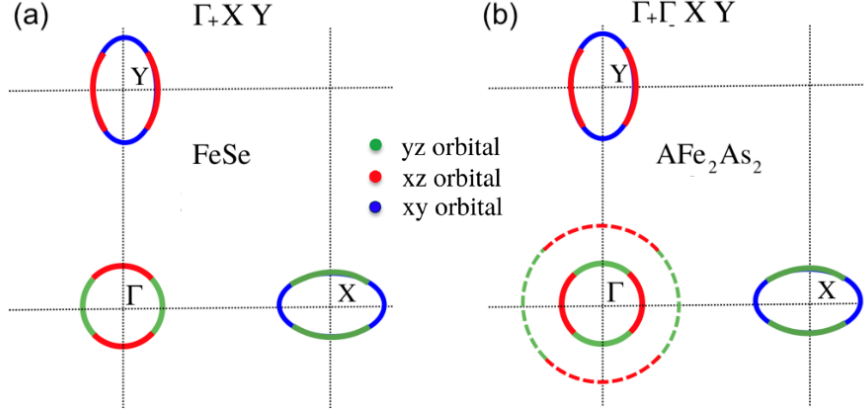 (a)
Γ₊X Y
Y
FeSe
Γ
X
yz orbital
xz orbital
xy orbital
(b)
Γ₊Γ₋ X Y
Y
AFe₂As₂
Γ
X